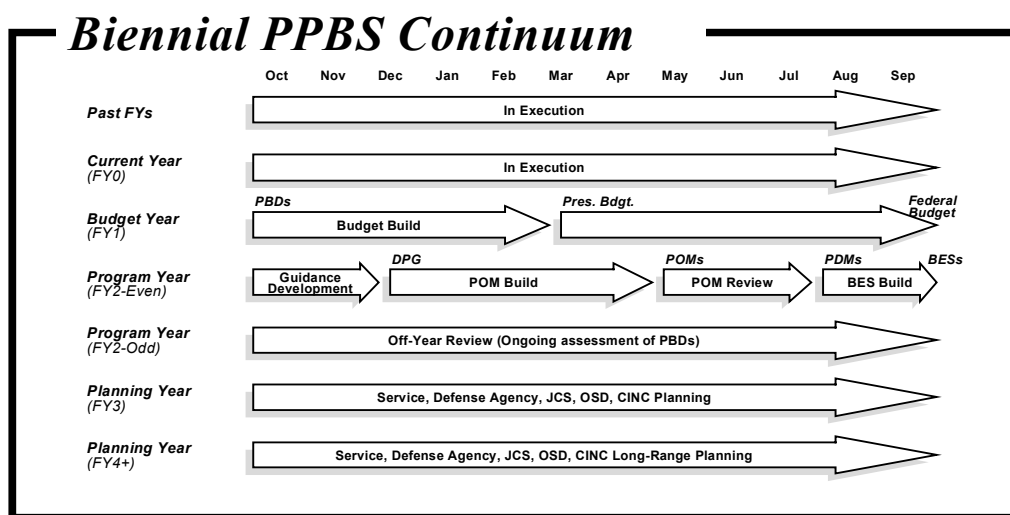 Biennial PPBS Continuum
Oct Nov Dec Jan Feb Mar Apr May Jun Jul Aug Sep
Past FYs
In Execution
Current Year
(FY0)
In Execution
Budget Year
(FY1)
PBDs
Budget Build
Pres. Bdgt.
Federal
Budget
Program Year
(FY2-Even)
Guidance
Development
DPG
POM Build
POMs
POM Review
PDMs
BES Build
BESs
Program Year
(FY2-Odd)
Off-Year Review (Ongoing assessment of PBDs)
Planning Year
(FY3)
Service, Defense Agency, JCS, OSD, CINC Planning
Planning Year
(FY4+)
Service, Defense Agency, JCS, OSD, CINC Long-Range Planning